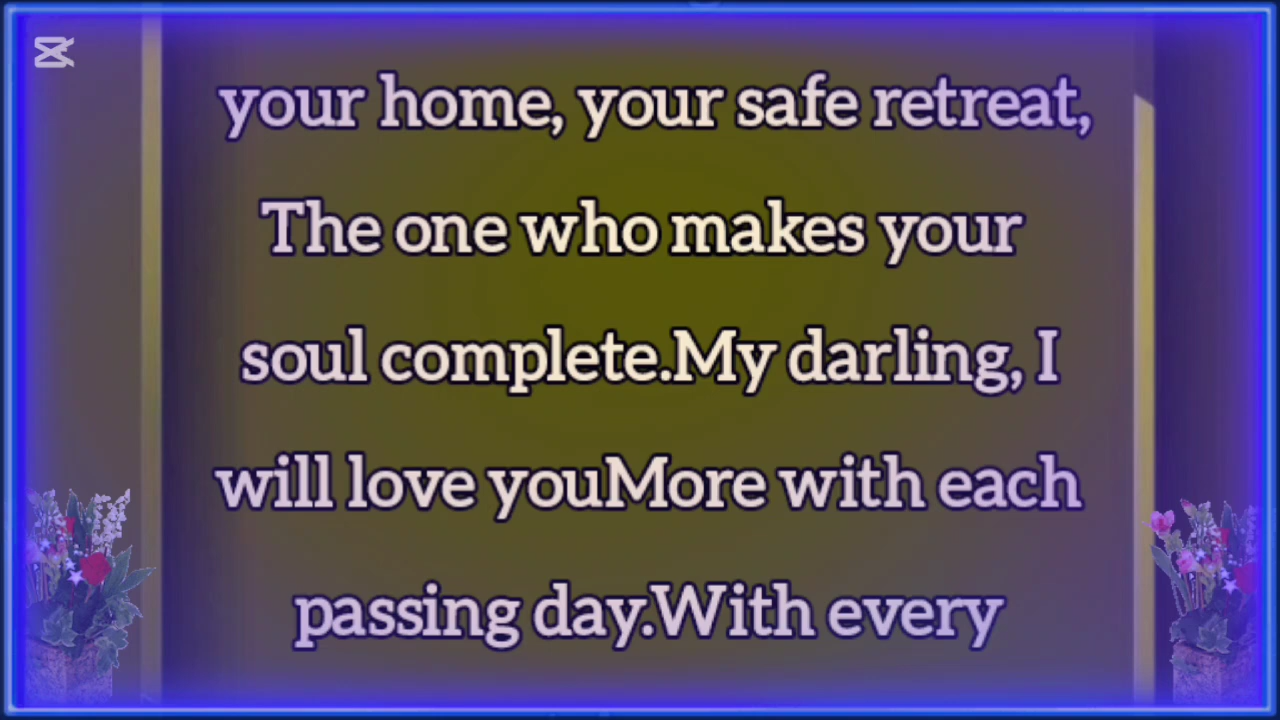 your home, your safe retreat,
The one who makes your
soul complete.My darling, I
will love youMore with each
passing day.With every